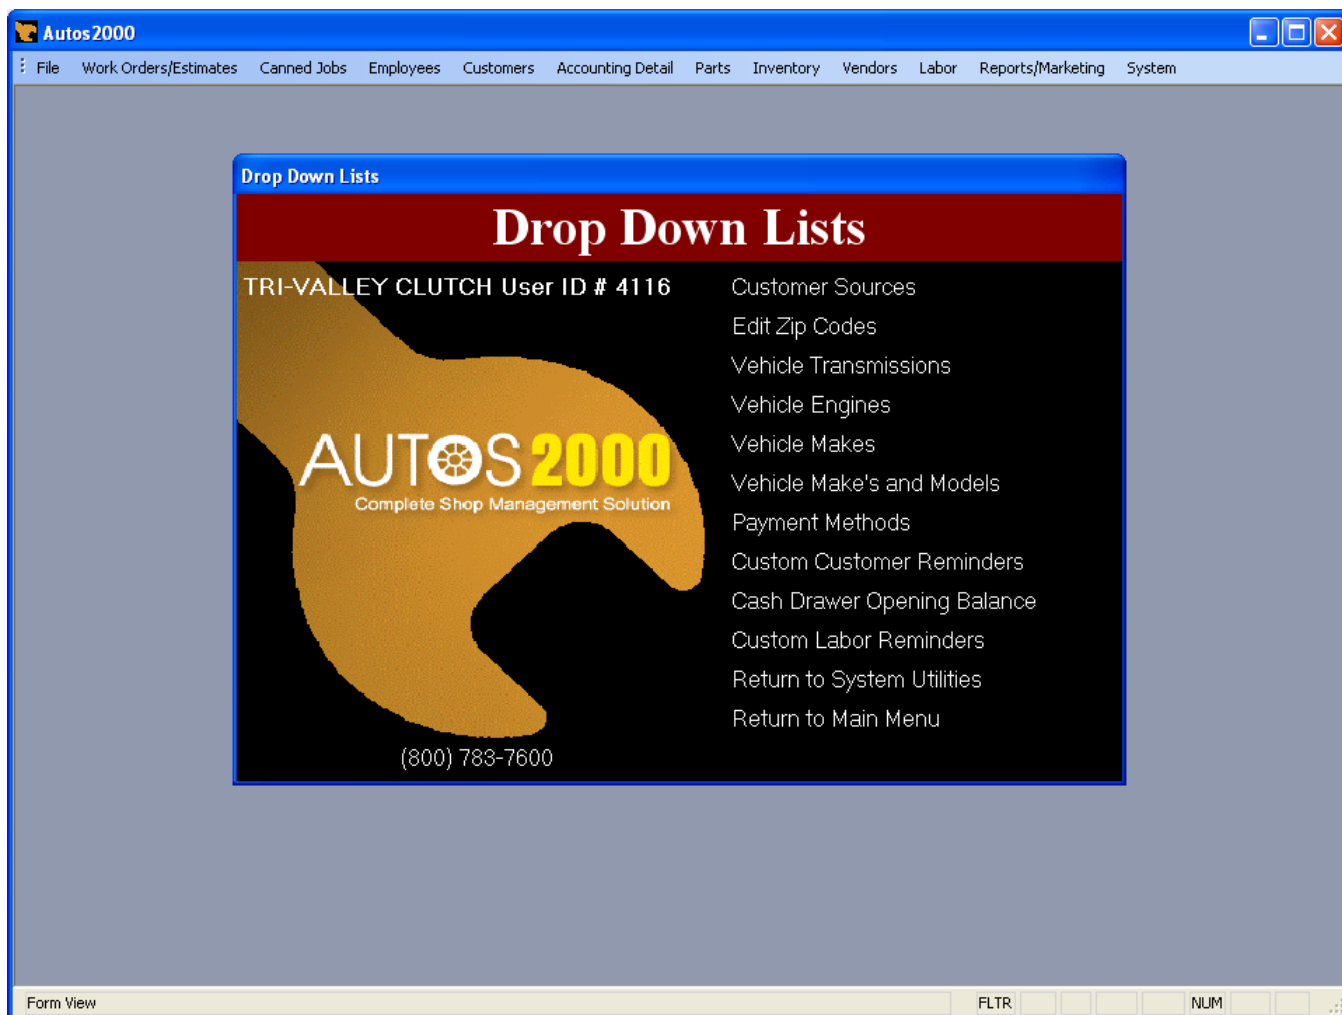 Autos2000
File Work Orders/Estimates Canned Jobs Employees Customers Accounting Detail Parts Inventory Vendors Labor Reports/Marketing System
Drop Down Lists
Drop Down Lists
TRI-VALLEY CLUTCH User ID # 4116
AUTOS 2000
Complete Shop Management Solution
(800) 783-7600
Customer Sources
Edit Zip Codes
Vehicle Transmissions
Vehicle Engines
Vehicle Makes
Vehicle Make's and Models
Payment Methods
Custom Customer Reminders
Cash Drawer Opening Balance
Custom Labor Reminders
Return to System Utilities
Return to Main Menu
Form View FLTR NUM